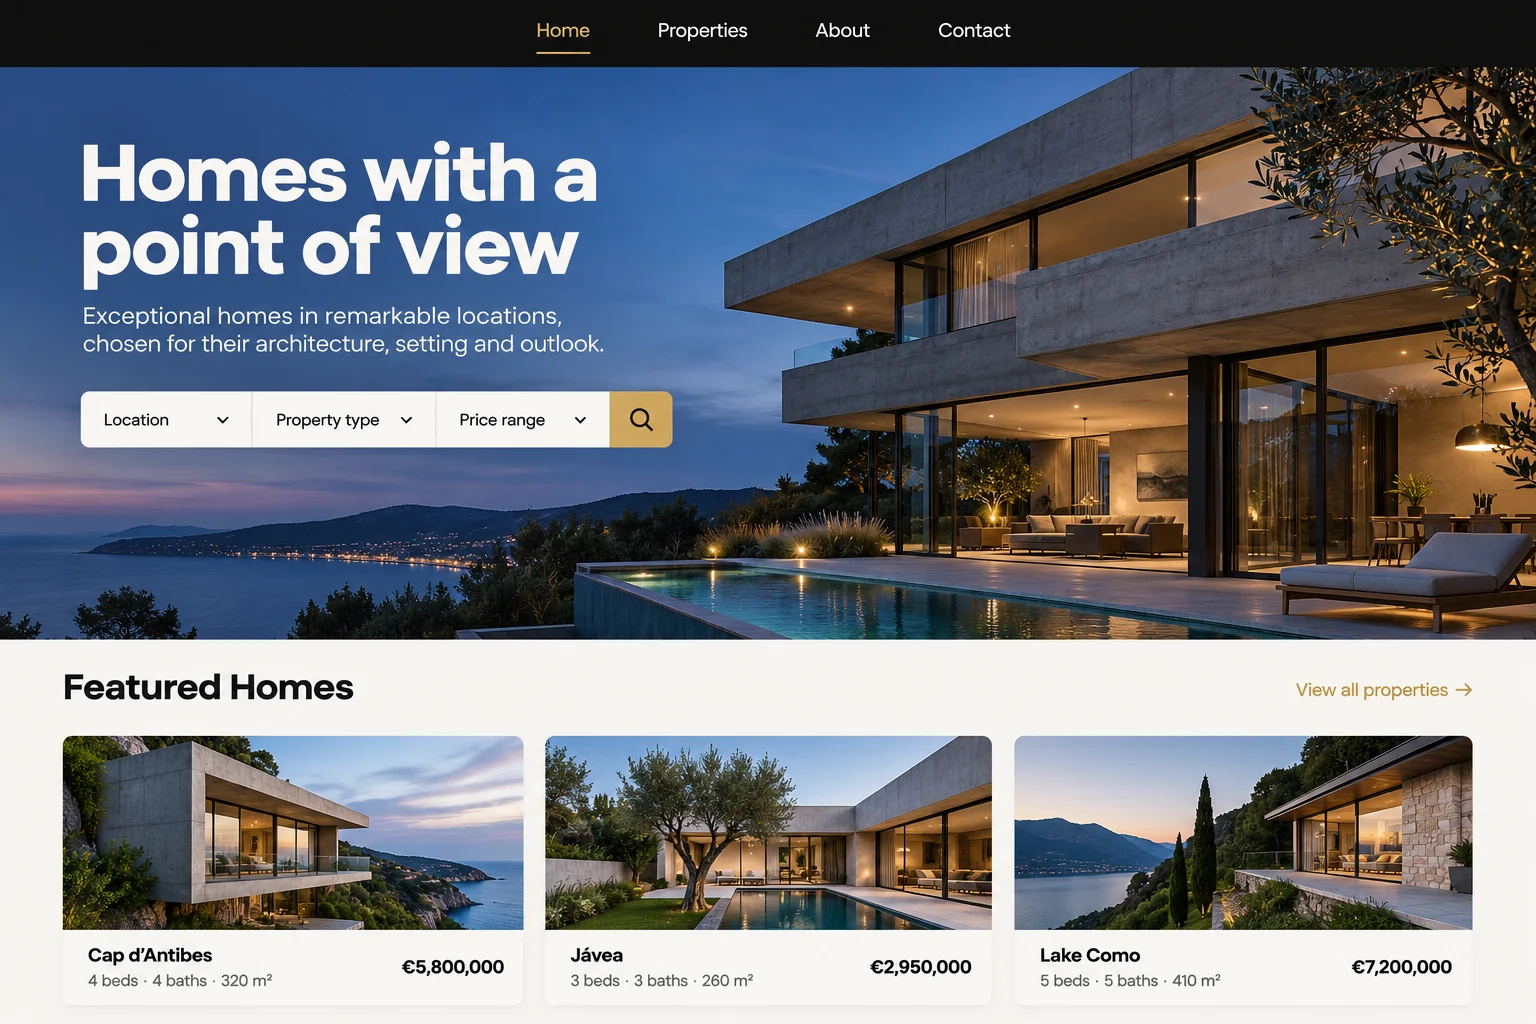 Home
Properties
About
Contact
Homes with a
point of view
Exceptional homes in remarkable locations,
chosen for their architecture, setting and outlook.
Location
Property type
Price range
Featured Homes
View all properties →
Cap d’Antibes
4 beds · 4 baths · 320 m²
€5,800,000
Jávea
3 beds · 3 baths · 260 m²
€2,950,000
Lake Como
5 beds · 5 baths · 410 m²
€7,200,000